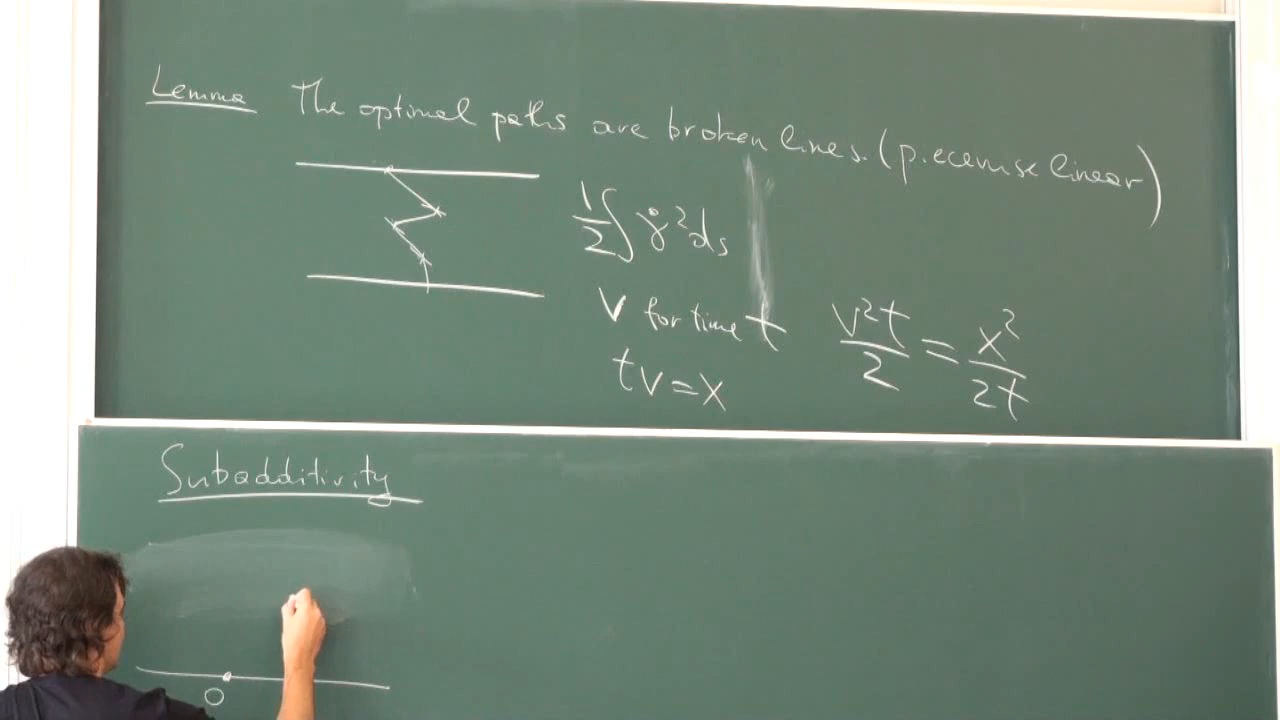 Lemma The optimal paths are broken lines. (piecewise linear)
1/2 ∫ γ̇² ds
v for time t v²t/2 = x²/2t
tv = x
Subadditivity
0